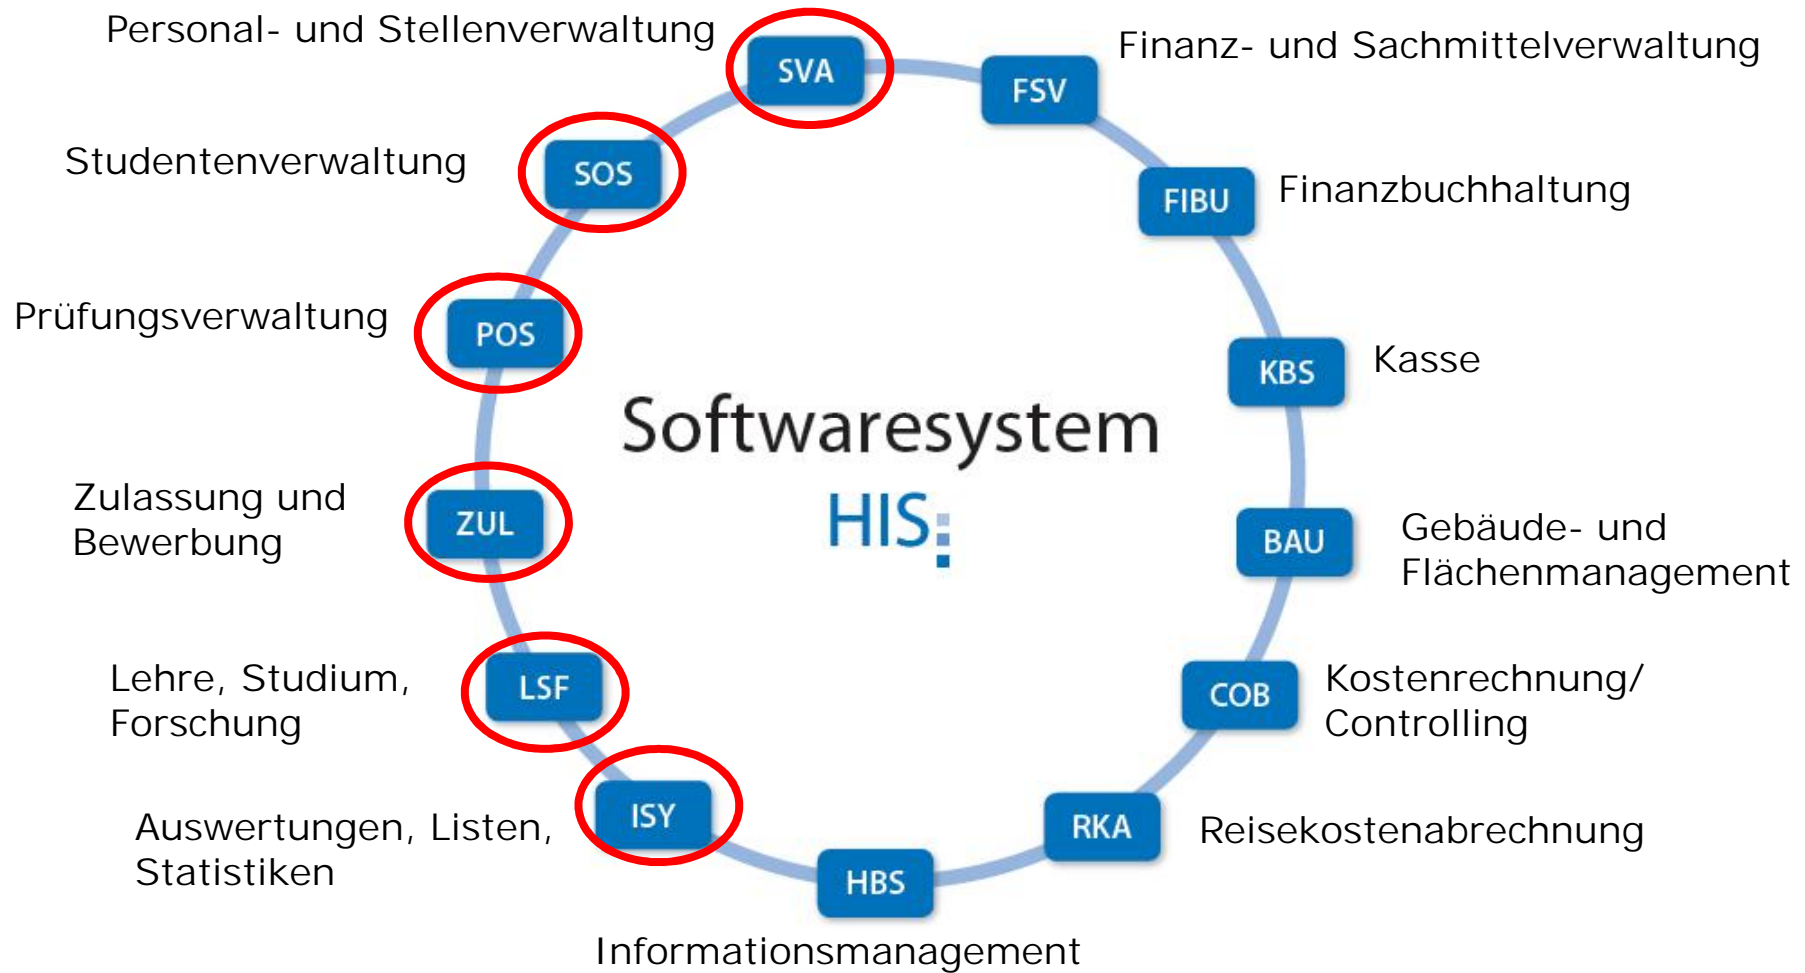 Personal- und Stellenverwaltung
SVA
Finanz- und Sachmittelverwaltung
FSV
Studentenverwaltung
SOS
FIBU
Finanzbuchhaltung
Prüfungsverwaltung
POS
KBS
Kasse
Softwaresystem
HIS
Zulassung und
Bewerbung
ZUL
BAU
Gebäude- und
Flächenmanagement
Lehre, Studium,
Forschung
LSF
COB
Kostenrechnung/
Controlling
Auswertungen, Listen,
Statistiken
ISY
RKA
Reisekostenabrechnung
HBS
Informationsmanagement